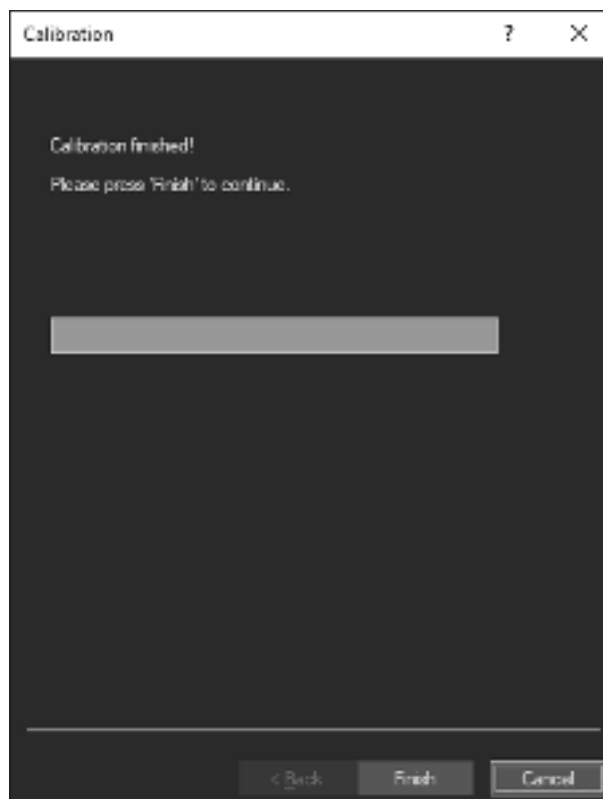 Calibration ?
Calibration finished!
Please press 'Finish' to continue.
< Back Finish Cancel